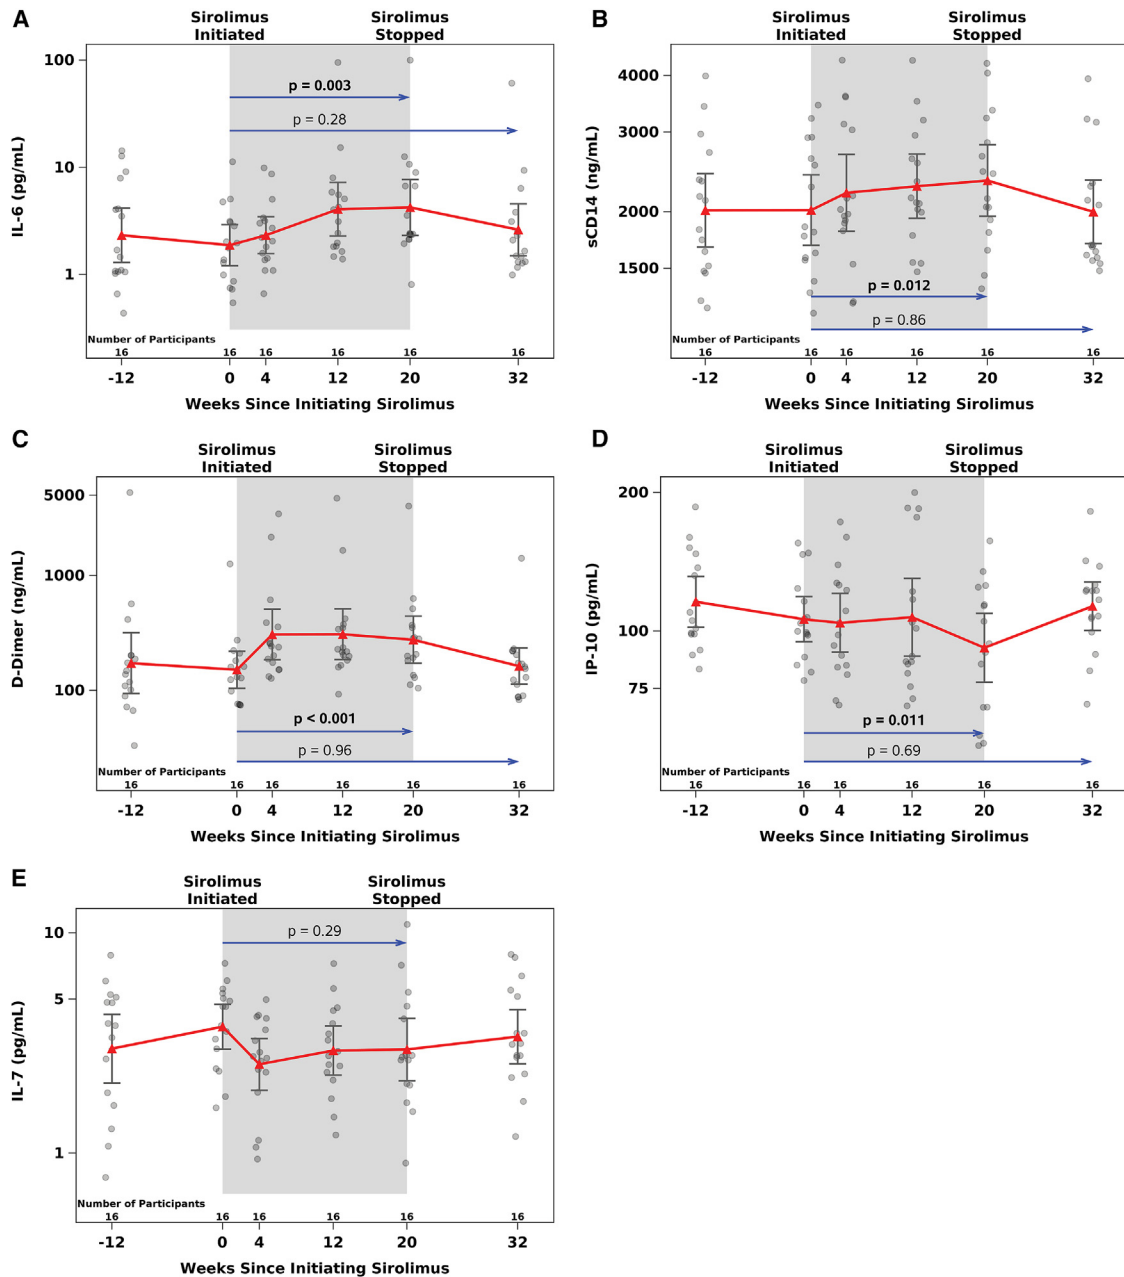 A
Sirolimus
Initiated
Sirolimus
Stopped
IL-6 (pg/mL)
100
10
1
p = 0.003
p = 0.28
Number of Participants
16 16 16 16 16 16
-12 0 4 12 20 32
Weeks Since Initiating Sirolimus
B
Sirolimus
Initiated
Sirolimus
Stopped
sCD14 (ng/mL)
4000
3000
2000
1500
p = 0.012
p = 0.86
Number of Participants
16 16 16 16 16 16
-12 0 4 12 20 32
Weeks Since Initiating Sirolimus
C
Sirolimus
Initiated
Sirolimus
Stopped
D-Dimer (ng/mL)
5000
1000
100
p < 0.001
p = 0.96
Number of Participants
16 16 16 16 16 16
-12 0 4 12 20 32
Weeks Since Initiating Sirolimus
D
Sirolimus
Initiated
Sirolimus
Stopped
IP-10 (pg/mL)
200
100
75
p = 0.011
p = 0.69
Number of Participants
16 16 16 16 16 16
-12 0 4 12 20 32
Weeks Since Initiating Sirolimus
E
Sirolimus
Initiated
Sirolimus
Stopped
IL-7 (pg/mL)
10
5
1
p = 0.29
Number of Participants
16 16 16 16 16 16
-12 0 4 12 20 32
Weeks Since Initiating Sirolimus